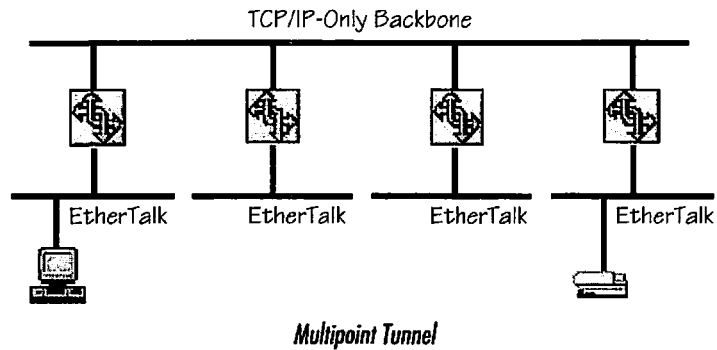 TCP/IP-Only Backbone
EtherTalk EtherTalk EtherTalk EtherTalk
Multipoint Tunnel